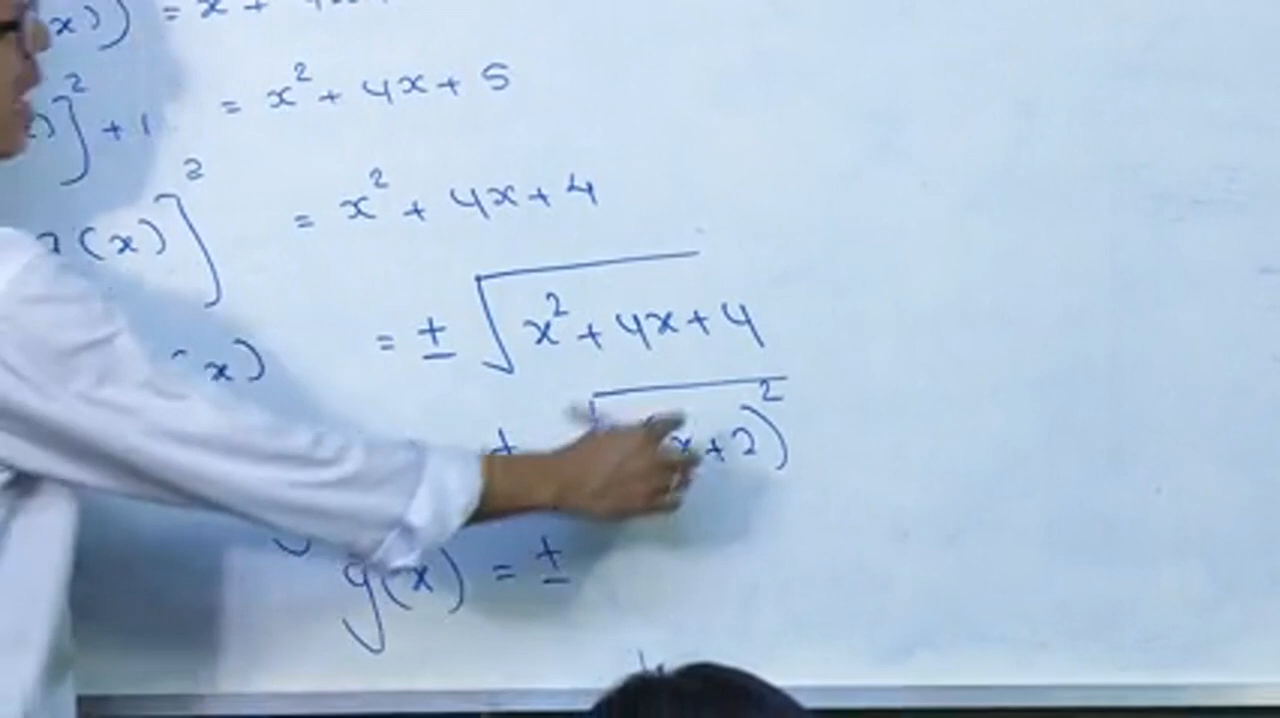 x)) = x +
]² + 1 = x² + 4x + 5
(x)]² = x² + 4x + 4
x) = ± √x² + 4x + 4
x + 2)²
g(x) = ±